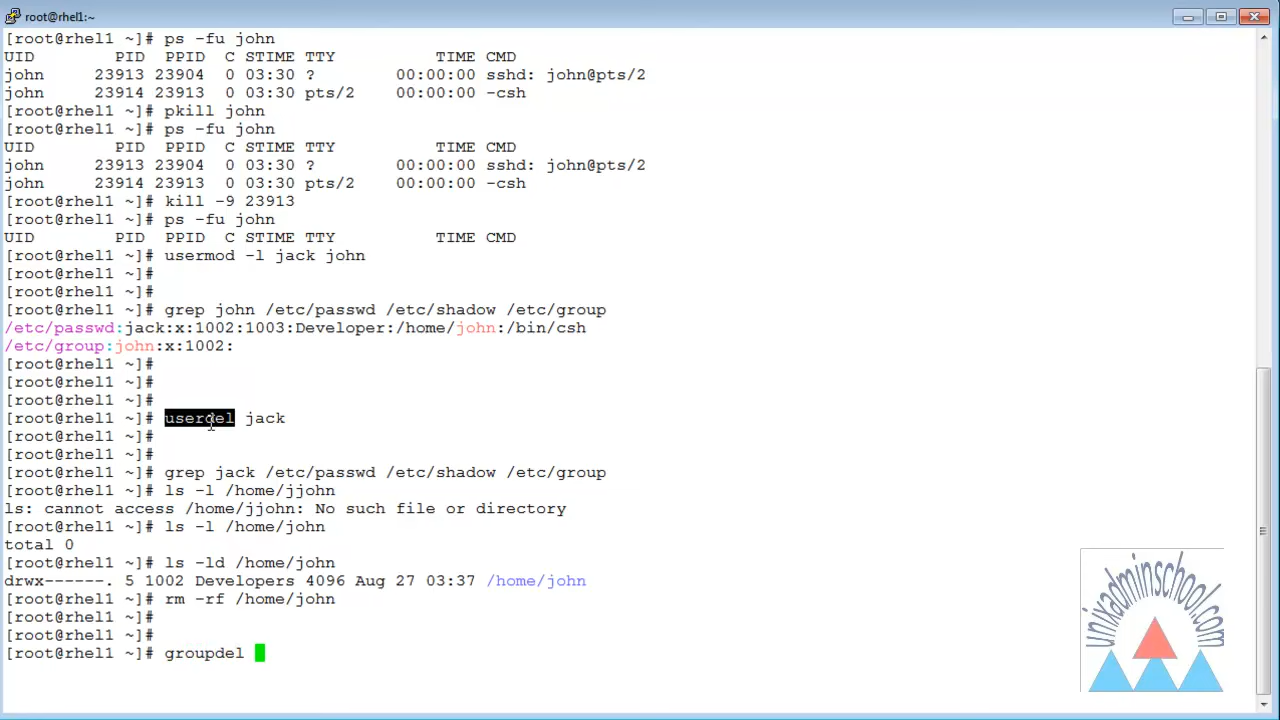 root@rhel1:~
[root@rhel1 ~]# ps -fu john
UID        PID  PPID  C STIME TTY          TIME CMD
john     23913 23904  0 03:30 ?        00:00:00 sshd: john@pts/2
john     23914 23913  0 03:30 pts/2    00:00:00 -csh
[root@rhel1 ~]# pkill john
[root@rhel1 ~]# ps -fu john
UID        PID  PPID  C STIME TTY          TIME CMD
john     23913 23904  0 03:30 ?        00:00:00 sshd: john@pts/2
john     23914 23913  0 03:30 pts/2    00:00:00 -csh
[root@rhel1 ~]# kill -9 23913
[root@rhel1 ~]# ps -fu john
UID        PID  PPID  C STIME TTY          TIME CMD
[root@rhel1 ~]# usermod -l jack john
[root@rhel1 ~]#
[root@rhel1 ~]#
[root@rhel1 ~]# grep john /etc/passwd /etc/shadow /etc/group
/etc/passwd:jack:x:1002:1003:Developer:/home/john:/bin/csh
/etc/group:john:x:1002:
[root@rhel1 ~]#
[root@rhel1 ~]#
[root@rhel1 ~]#
[root@rhel1 ~]# userdel jack
[root@rhel1 ~]#
[root@rhel1 ~]#
[root@rhel1 ~]# grep jack /etc/passwd /etc/shadow /etc/group
[root@rhel1 ~]# ls -l /home/jjohn
ls: cannot access /home/jjohn: No such file or directory
[root@rhel1 ~]# ls -l /home/john
total 0
[root@rhel1 ~]# ls -ld /home/john
drwx------. 5 1002 Developers 4096 Aug 27 03:37 /home/john
[root@rhel1 ~]# rm -rf /home/john
[root@rhel1 ~]#
[root@rhel1 ~]#
[root@rhel1 ~]# groupdel
unixadminschool.com